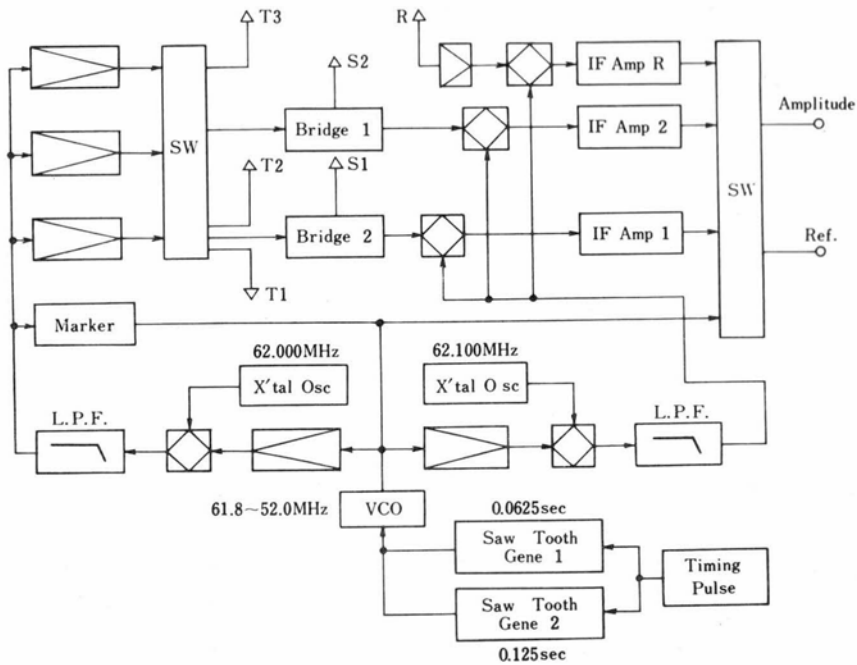 T3
R
S2
IF Amp R
Amplitude
Bridge 1
IF Amp 2
SW
T2
S1
SW
Bridge 2
IF Amp 1
Ref.
T1
Marker
62.000MHz
62.100MHz
X'tal Osc
X'tal O sc
L.P.F.
L.P.F.
61.8~52.0MHz
VCO
0.0625sec
Saw Tooth
Gene 1
Timing
Pulse
Saw Tooth
Gene 2
0.125sec